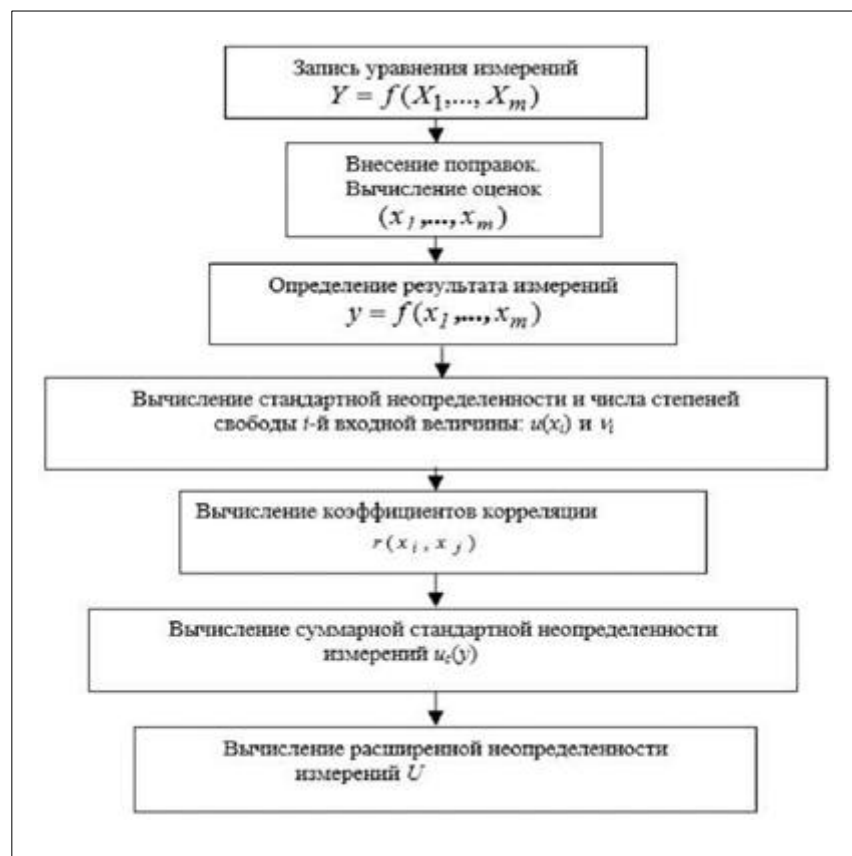 Запись уравнения измерений
Y = f(X₁,..., Xₘ)
Внесение поправок.
Вычисление оценок
(x₁,..., xₘ)
Определение результата измерений
y = f(x₁,..., xₘ)
Вычисление стандартной неопределенности и числа степеней
свободы i-й входной величины: u(xᵢ) и νᵢ
Вычисление коэффициентов корреляции
r(xᵢ, xⱼ)
Вычисление суммарной стандартной неопределенности
измерений u_c(y)
Вычисление расширенной неопределенности
измерений U